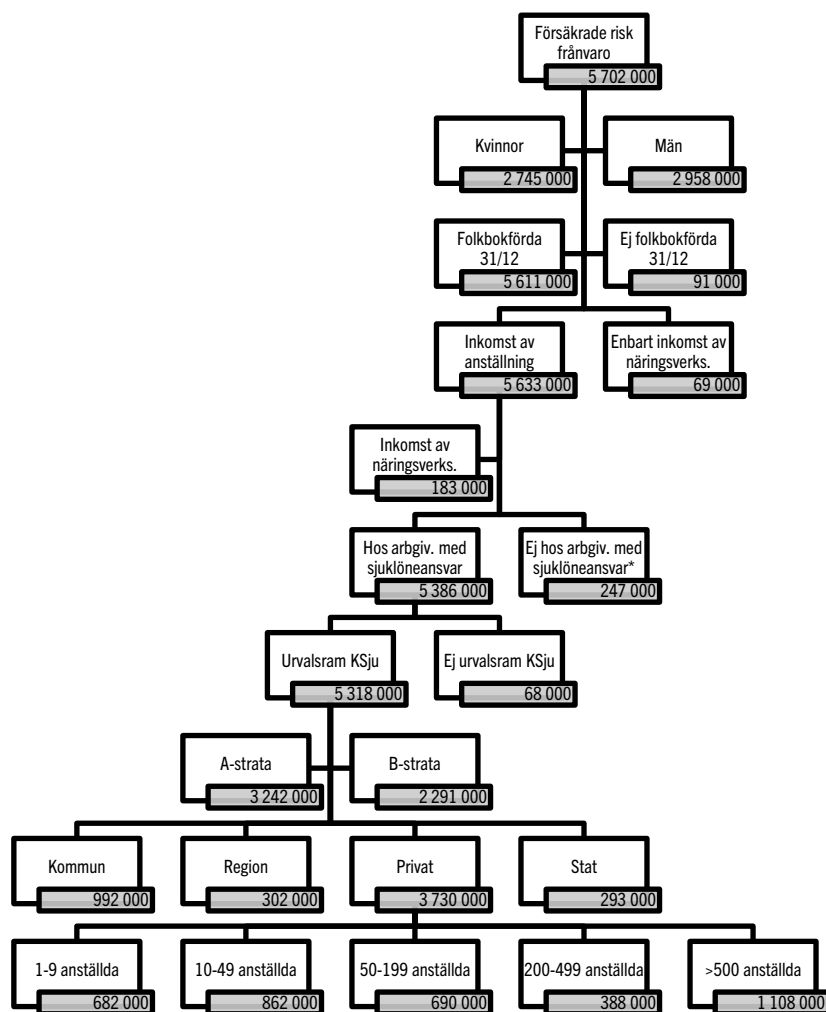 Försäkrade risk
frånvaro
5 702 000
Kvinnor
2 745 000
Män
2 958 000
Folkbokförda
31/12
5 611 000
Ej folkbokförda
31/12
91 000
Inkomst av
anställning
5 633 000
Enbart inkomst av
näringsverks.
69 000
Inkomst av
näringsverks.
183 000
Hos arbgiv. med
sjuklöneansvar
5 386 000
Ej hos arbgiv. med
sjuklöneansvar*
247 000
Urvalsram KSju
5 318 000
Ej urvalsram KSju
68 000
A-strata
3 242 000
B-strata
2 291 000
Kommun
992 000
Region
302 000
Privat
3 730 000
Stat
293 000
1-9 anställda
682 000
10-49 anställda
862 000
50-199 anställda
690 000
200-499 anställda
388 000
>500 anställda
1 108 000